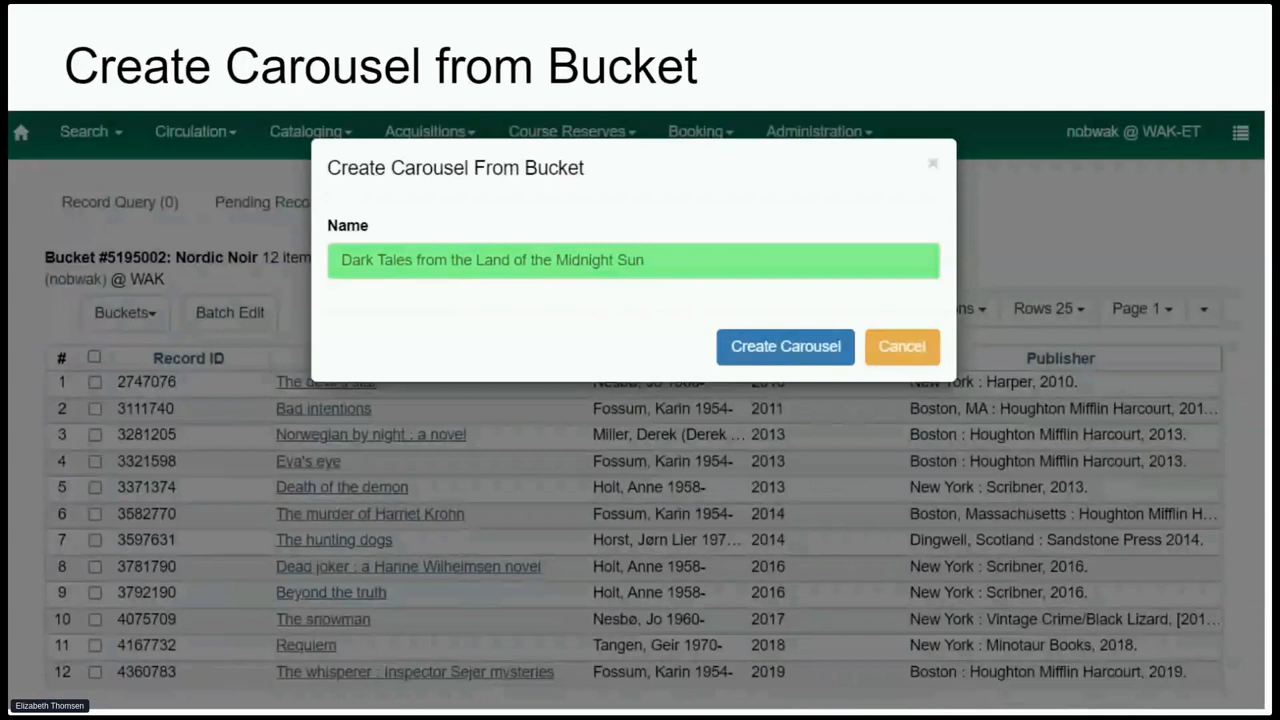 Create Carousel from Bucket
Search Circulation Cataloging Acquisitions Course Reserves Booking Administration nobwak @ WAK-ET
Create Carousel From Bucket ×
Record Query (0) Pending Reco
Name
Bucket #5195002: Nordic Noir 12 item
Dark Tales from the Land of the Midnight Sun
(nobwak) @ WAK
Buckets Batch Edit ns Rows 25 Page 1
Create Carousel Cancel
# Record ID Publisher
1 2747076 The Nesbø, Jo 2010 New York : Harper, 2010.
2 3111740 Bad intentions Fossum, Karin 1954- 2011 Boston, MA : Houghton Mifflin Harcourt, 201...
3 3281205 Norwegian by night : a novel Miller, Derek (Derek ... 2013 Boston : Houghton Mifflin Harcourt, 2013.
4 3321598 Eva's eye Fossum, Karin 1954- 2013 Boston : Houghton Mifflin Harcourt, 2013.
5 3371374 Death of the demon Holt, Anne 1958- 2013 New York : Scribner, 2013.
6 3582770 The murder of Harriet Krohn Fossum, Karin 1954- 2014 Boston, Massachusetts : Houghton Mifflin H...
7 3597631 The hunting dogs Horst, Jørn Lier 197... 2014 Dingwell, Scotland : Sandstone Press 2014.
8 3781790 Dead joker : a Hanne Wilhelmsen novel Holt, Anne 1958- 2016 New York : Scribner, 2016.
9 3792190 Beyond the truth Holt, Anne 1958- 2016 New York : Scribner, 2016.
10 4075709 The snowman Nesbø, Jo 1960- 2017 New York : Vintage Crime/Black Lizard, [201...
11 4167732 Requiem Tangen, Geir 1970- 2018 New York : Minotaur Books, 2018.
12 4360783 The whisperer : Inspector Sejer mysteries Fossum, Karin 1954- 2019 Boston : Houghton Mifflin Harcourt, 2019.
Elizabeth Thomsen